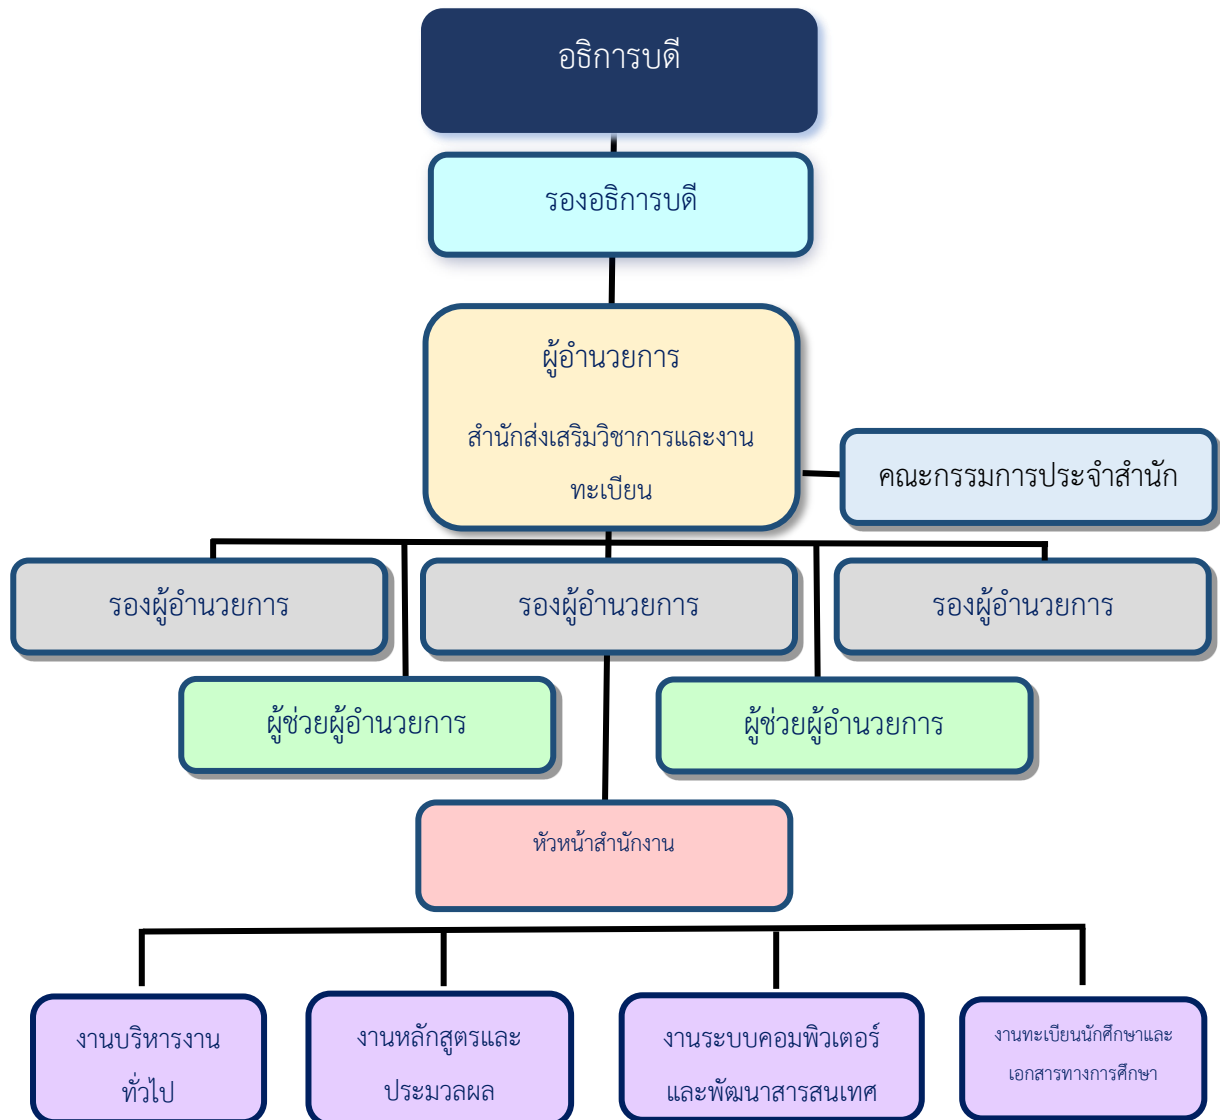 อธิการบดี
รองอธิการบดี
ผู้อำนวยการ
สำนักส่งเสริมวิชาการและงาน
ทะเบียน
คณะกรรมการประจำสำนัก
รองผู้อำนวยการ
รองผู้อำนวยการ
รองผู้อำนวยการ
ผู้ช่วยผู้อำนวยการ
ผู้ช่วยผู้อำนวยการ
หัวหน้าสำนักงาน
งานบริหารงาน
ทั่วไป
งานหลักสูตรและ
ประมวลผล
งานระบบคอมพิวเตอร์
และพัฒนาสารสนเทศ
งานทะเบียนนักศึกษาและ
เอกสารทางการศึกษา